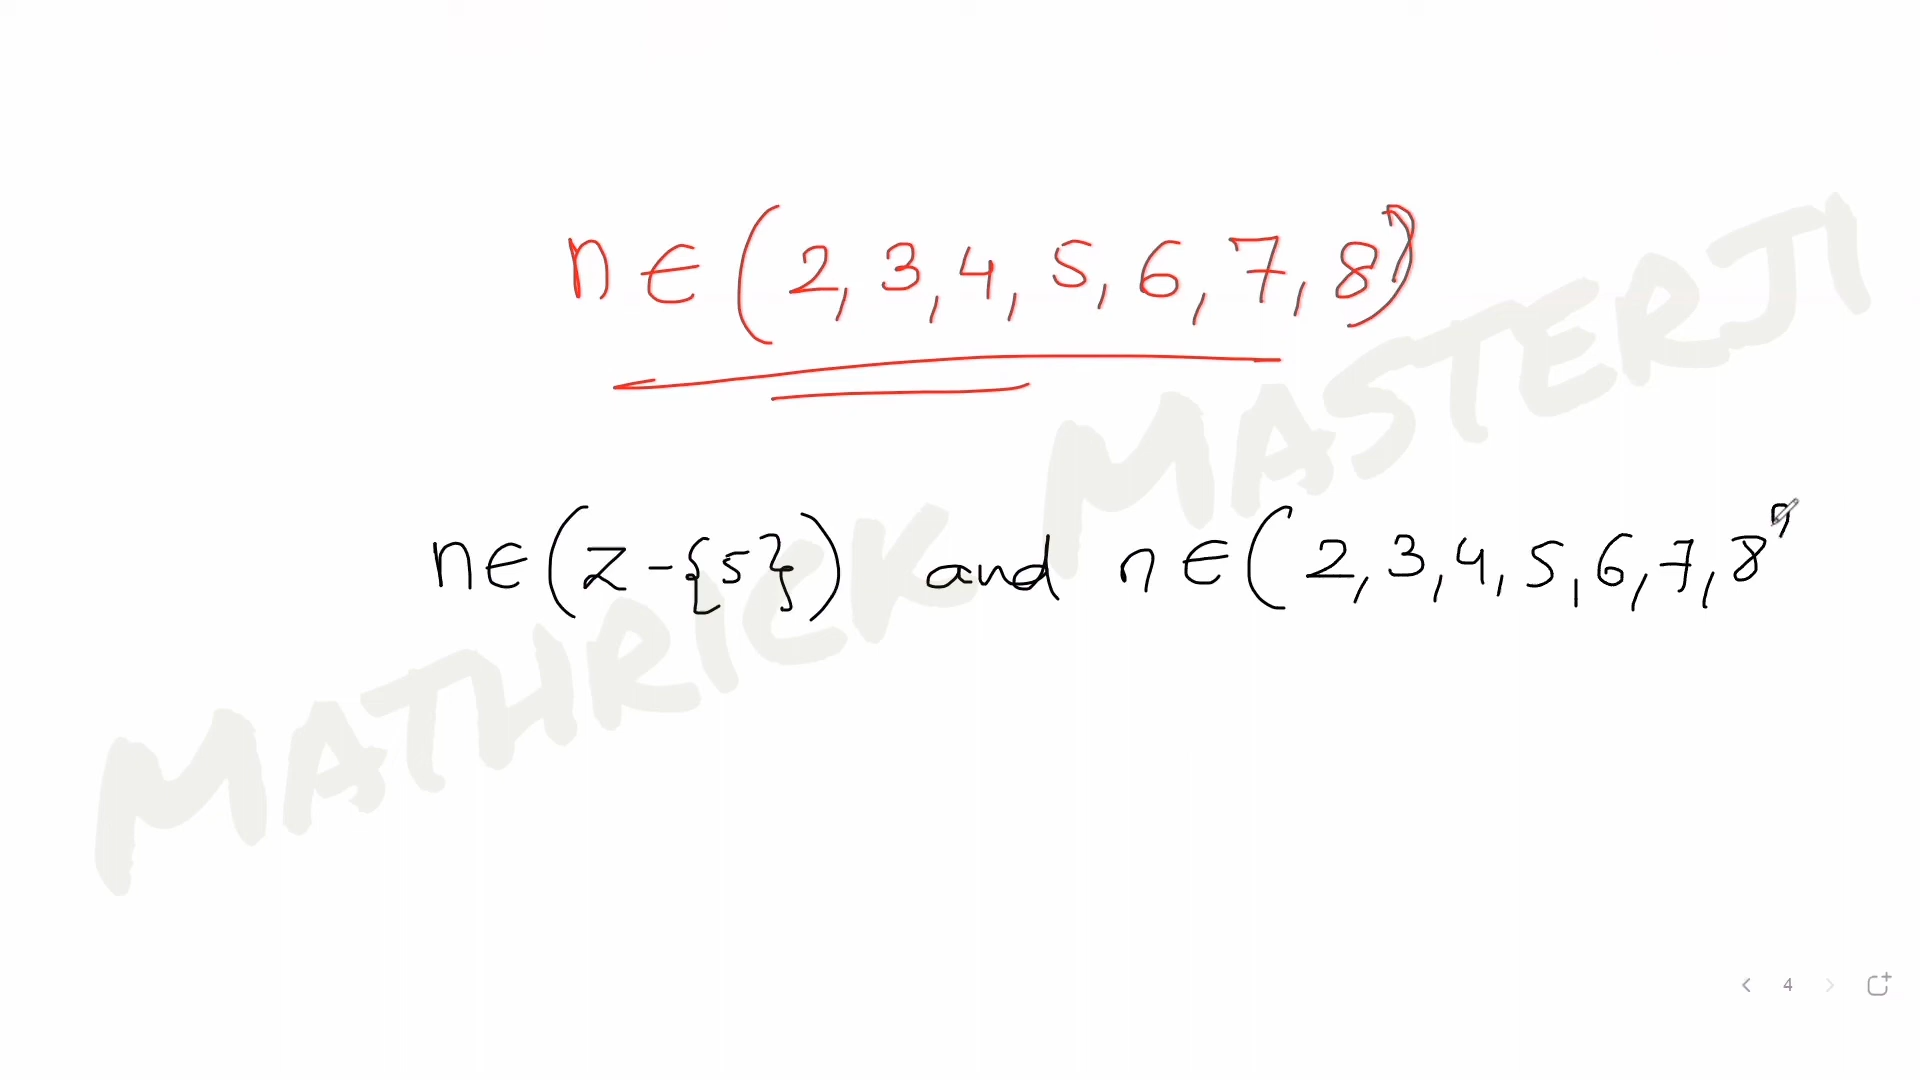 n∈(2,3,4,5,6,7,8)
n∈(Z-{5}) and n∈(2,3,4,5,6,7,8
MATHRICK MASTERJI
< 4 >